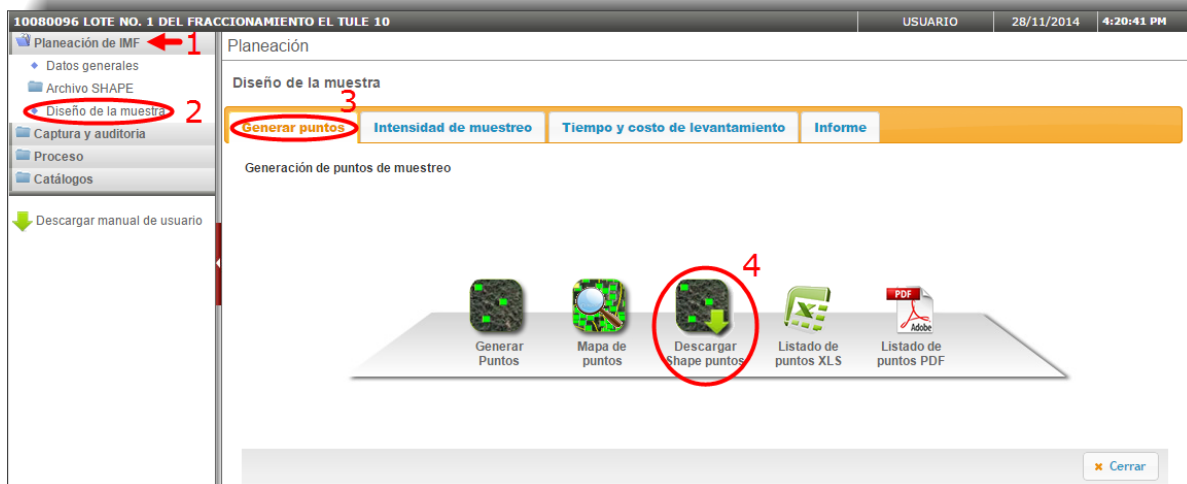 10080096 LOTE NO. 1 DEL FRACCIONAMIENTO EL TULE 10
USUARIO
28/11/2014
4:20:41 PM
Planeación de IMF
1
Datos generales
Archivo SHAPE
Diseño de la muestra
2
Captura y auditoria
Proceso
Catálogos
Descargar manual de usuario
Planeación
Diseño de la muestra
3
Generar puntos
Intensidad de muestreo
Tiempo y costo de levantamiento
Informe
Generación de puntos de muestreo
4
PDF
Adobe
Generar
Puntos
Mapa de
puntos
Descargar
Shape puntos
Listado de
puntos XLS
Listado de
puntos PDF
Cerrar